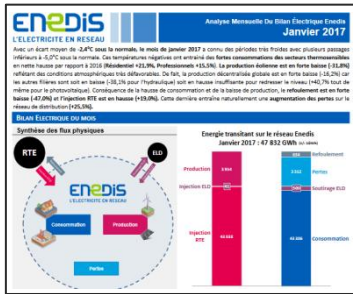 ENEDIS
L'ELECTRICITE EN RESEAU
Analyse Mensuelle Du Bilan Électrique Enedis
Janvier 2017
Avec un écart moyen de -2,4°C sous la normale, le mois de janvier 2017 a connu des périodes très froides avec plusieurs passages
inférieurs à -5,0°C sous la normale. Ces températures négatives ont entraîné des fortes consommations des secteurs thermosensibles
en nette hausse par rapport à 2016 (Résidentiel +21,9%, Professionnels +15,5%). La production éolienne est en forte baisse (-31,8%)
reflétant des conditions atmosphériques très défavorables. De fait, la production décentralisée globale est en forte baisse (-16,2%) car
les autres filières sont soit en baisse (-38,1% pour l'hydraulique) soit en hausse insuffisante pour redresser le niveau (+40,7% tout de
même pour le photovoltaïque). Conséquence de la hausse de consommation et de la baisse de production, le refoulement est en forte
baisse (-47,0%) et l'injection RTE est en hausse (+19,0%). Cette dernière entraîne naturellement une augmentation des pertes sur le
réseau de distribution (+25,5%).
BILAN ELECTRIQUE DU MOIS
Synthèse des flux physiques
RTE
ELD
ENEDIS
L'ELECTRICITE EN RESEAU
Consommation
Production
Pertes
Energie transitant sur le réseau Enedis
Janvier 2017 : 47 832 GWh
Production
Injection ELD
Injection
RTE
Refoulement
Pertes
Soutirage ELD
Consommation